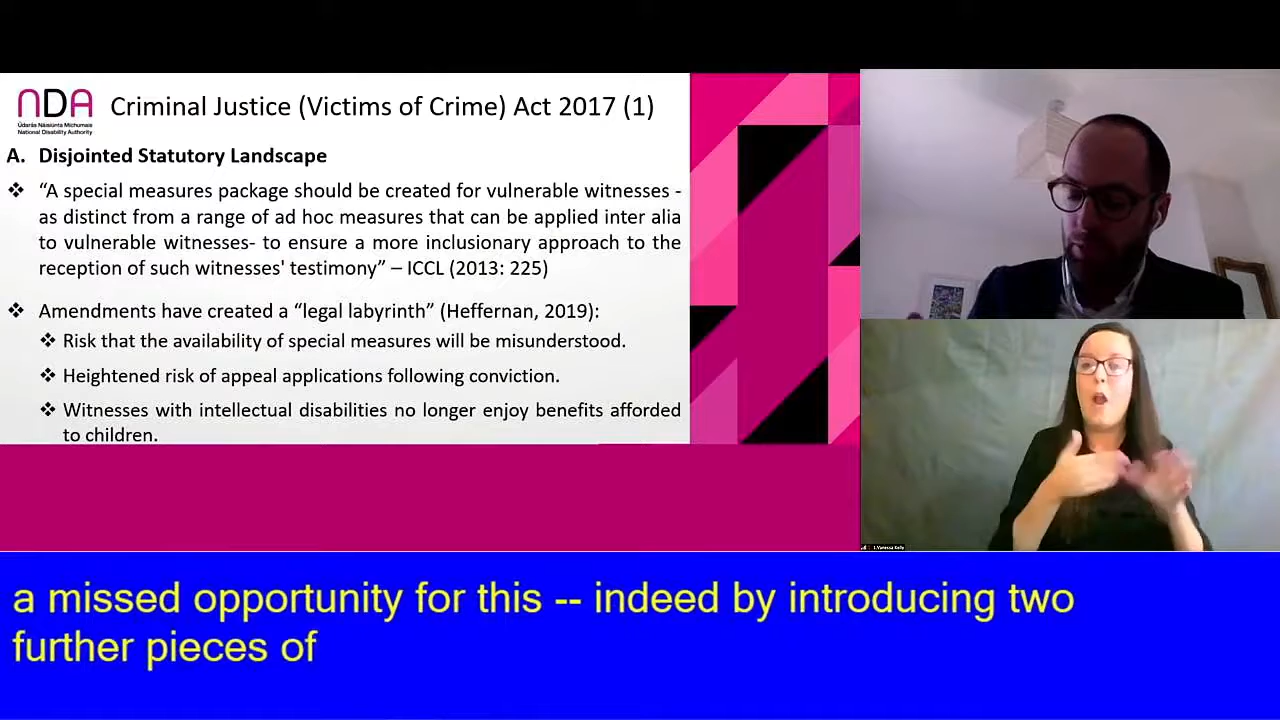 NDA
Údarás Náisiúnta Míchumais
National Disability Authority
Criminal Justice (Victims of Crime) Act 2017 (1)
A. Disjointed Statutory Landscape
❖ “A special measures package should be created for vulnerable witnesses -
as distinct from a range of ad hoc measures that can be applied inter alia
to vulnerable witnesses- to ensure a more inclusionary approach to the
reception of such witnesses' testimony” – ICCL (2013: 225)
❖ Amendments have created a “legal labyrinth” (Heffernan, 2019):
❖ Risk that the availability of special measures will be misunderstood.
❖ Heightened risk of appeal applications following conviction.
❖ Witnesses with intellectual disabilities no longer enjoy benefits afforded
to children.
Vanessa Kelly
a missed opportunity for this -- indeed by introducing two
further pieces of